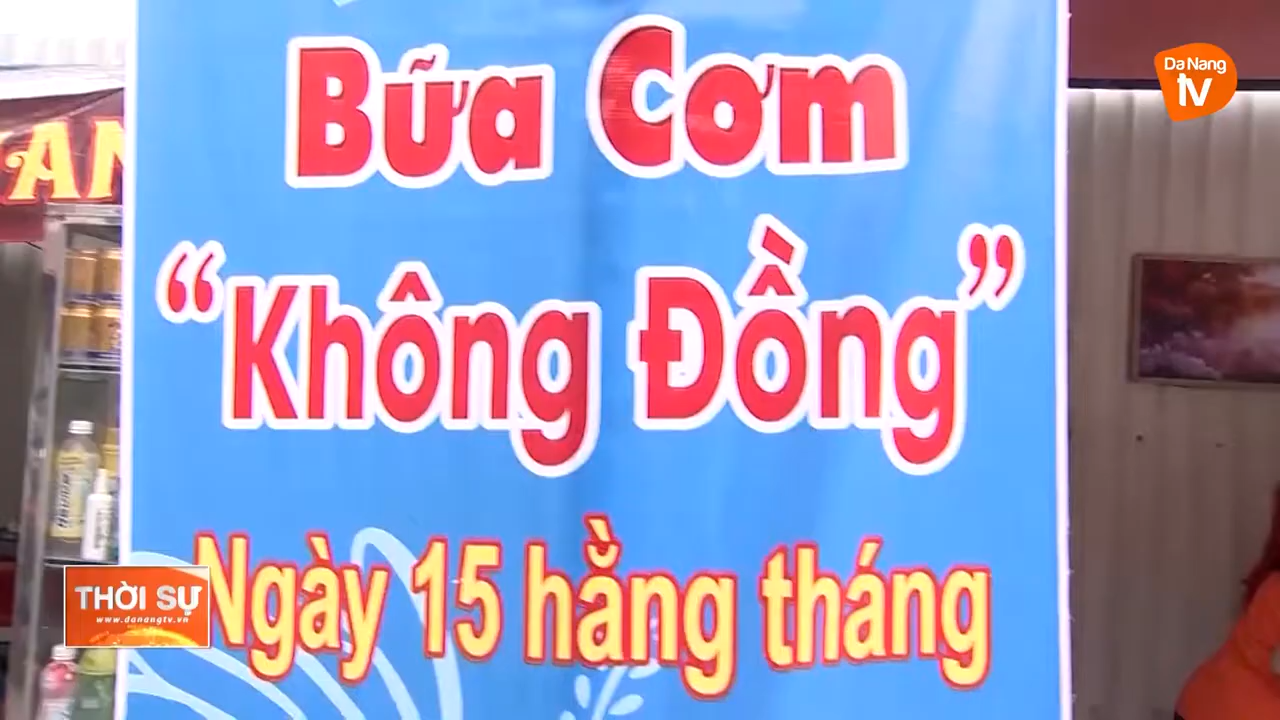 Da Nang
tv
Bữa Cơm
“Không Đồng”
Ngày 15 hằng tháng
THỜI SỰ
www.danangtv.vn